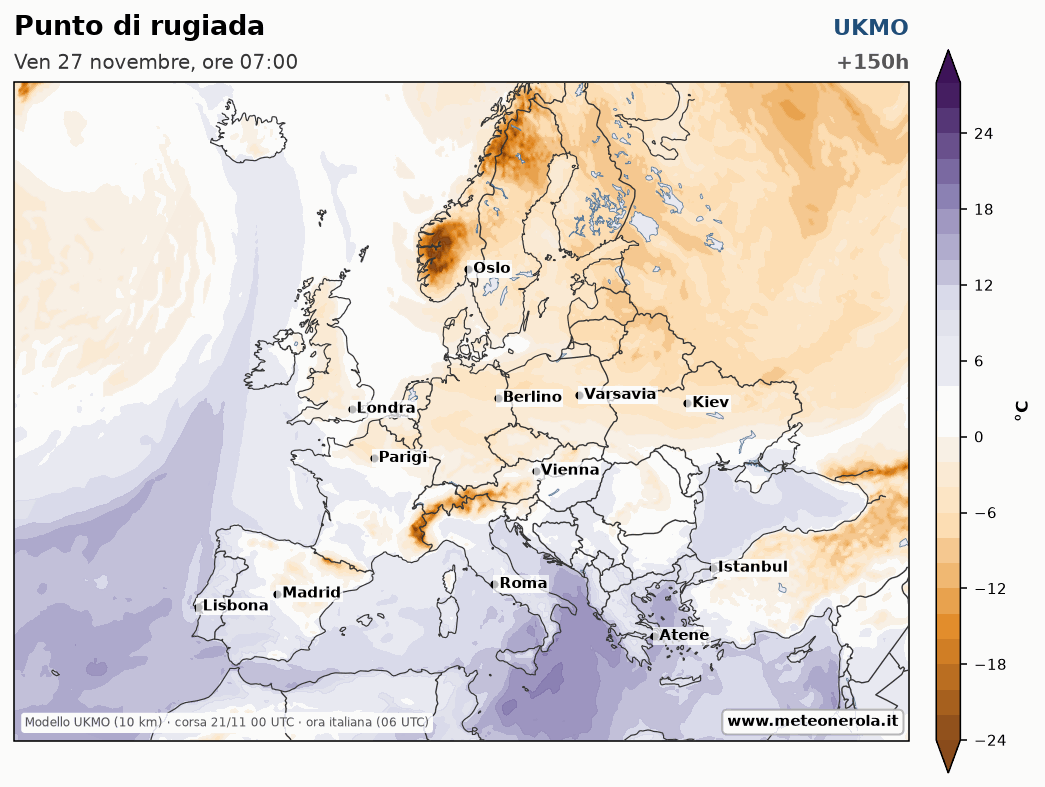 Punto di rugiada
UKMO
Ven 27 novembre, ore 07:00
+150h
Oslo
Berlino
Varsavia
Kiev
Londra
Parigi
Vienna
Istanbul
Roma
Madrid
Lisbona
Atene
24
18
12
6
0
−6
−12
−18
−24
°C
Modello UKMO (10 km) · corsa 21/11 00 UTC · ora italiana (06 UTC)
www.meteonerola.it